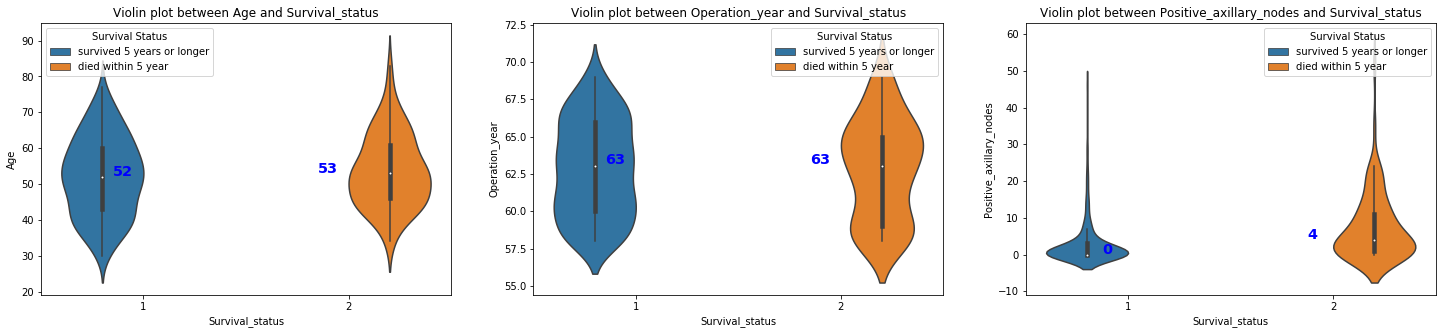 Violin plot between Age and Survival_status
Survival Status
survived 5 years or longer
died within 5 year
90
80
70
60
50
40
30
20
Age
52
53
1
2
Survival_status
Violin plot between Operation_year and Survival_status
Survival Status
survived 5 years or longer
died within 5 year
72.5
70.0
67.5
65.0
62.5
60.0
57.5
55.0
Operation_year
63
63
1
2
Survival_status
Violin plot between Positive_axillary_nodes and Survival_status
Survival Status
survived 5 years or longer
died within 5 year
60
50
40
30
20
10
0
−10
Positive_axillary_nodes
0
4
1
2
Survival_status